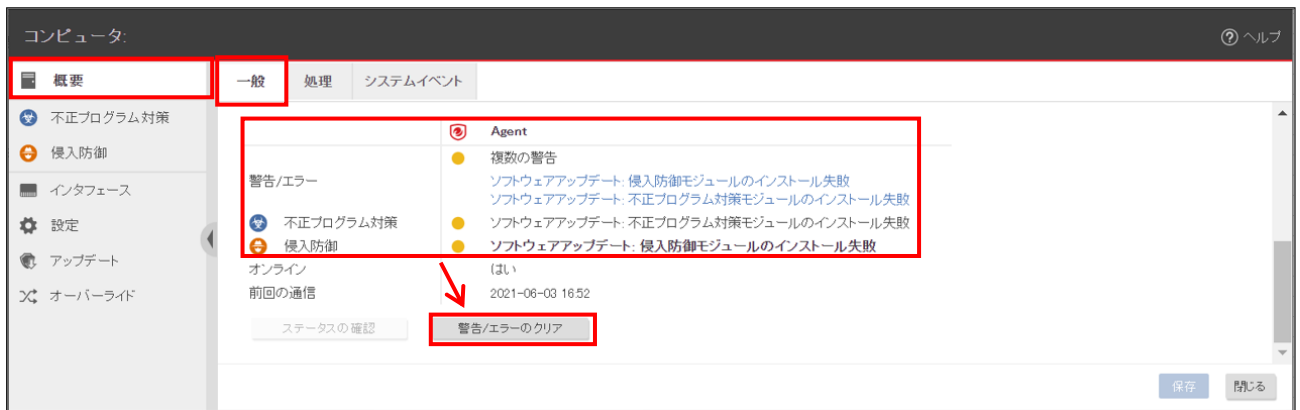 コンピュータ:
ヘルプ
概要
不正プログラム対策
侵入防御
インタフェース
設定
アップデート
オーバーライド
一般 処理 システムイベント
Agent
複数の警告
警告/エラー
ソフトウェアアップデート: 侵入防御モジュールのインストール失敗
ソフトウェアアップデート: 不正プログラム対策モジュールのインストール失敗
不正プログラム対策 ソフトウェアアップデート: 不正プログラム対策モジュールのインストール失敗
侵入防御 ソフトウェアアップデート: 侵入防御モジュールのインストール失敗
オンライン はい
前回の通信 2021-06-03 16:52
ステータスの確認 警告/エラーのクリア
保存 閉じる